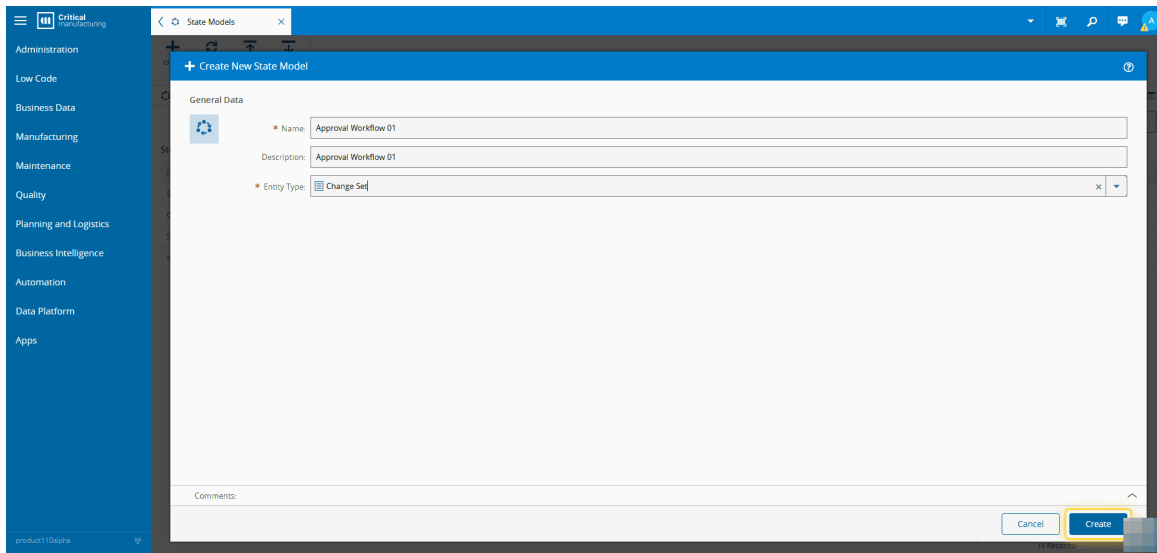 Critical
manufacturing
State Models
A
Administration
Low Code
Business Data
Manufacturing
Maintenance
Quality
Planning and Logistics
Business Intelligence
Automation
Data Platform
Apps
product110alpha
Create New State Model
General Data
* Name: Approval Workflow 01
Description: Approval Workflow 01
* Entity Type: Change Set
Comments:
Cancel
Create